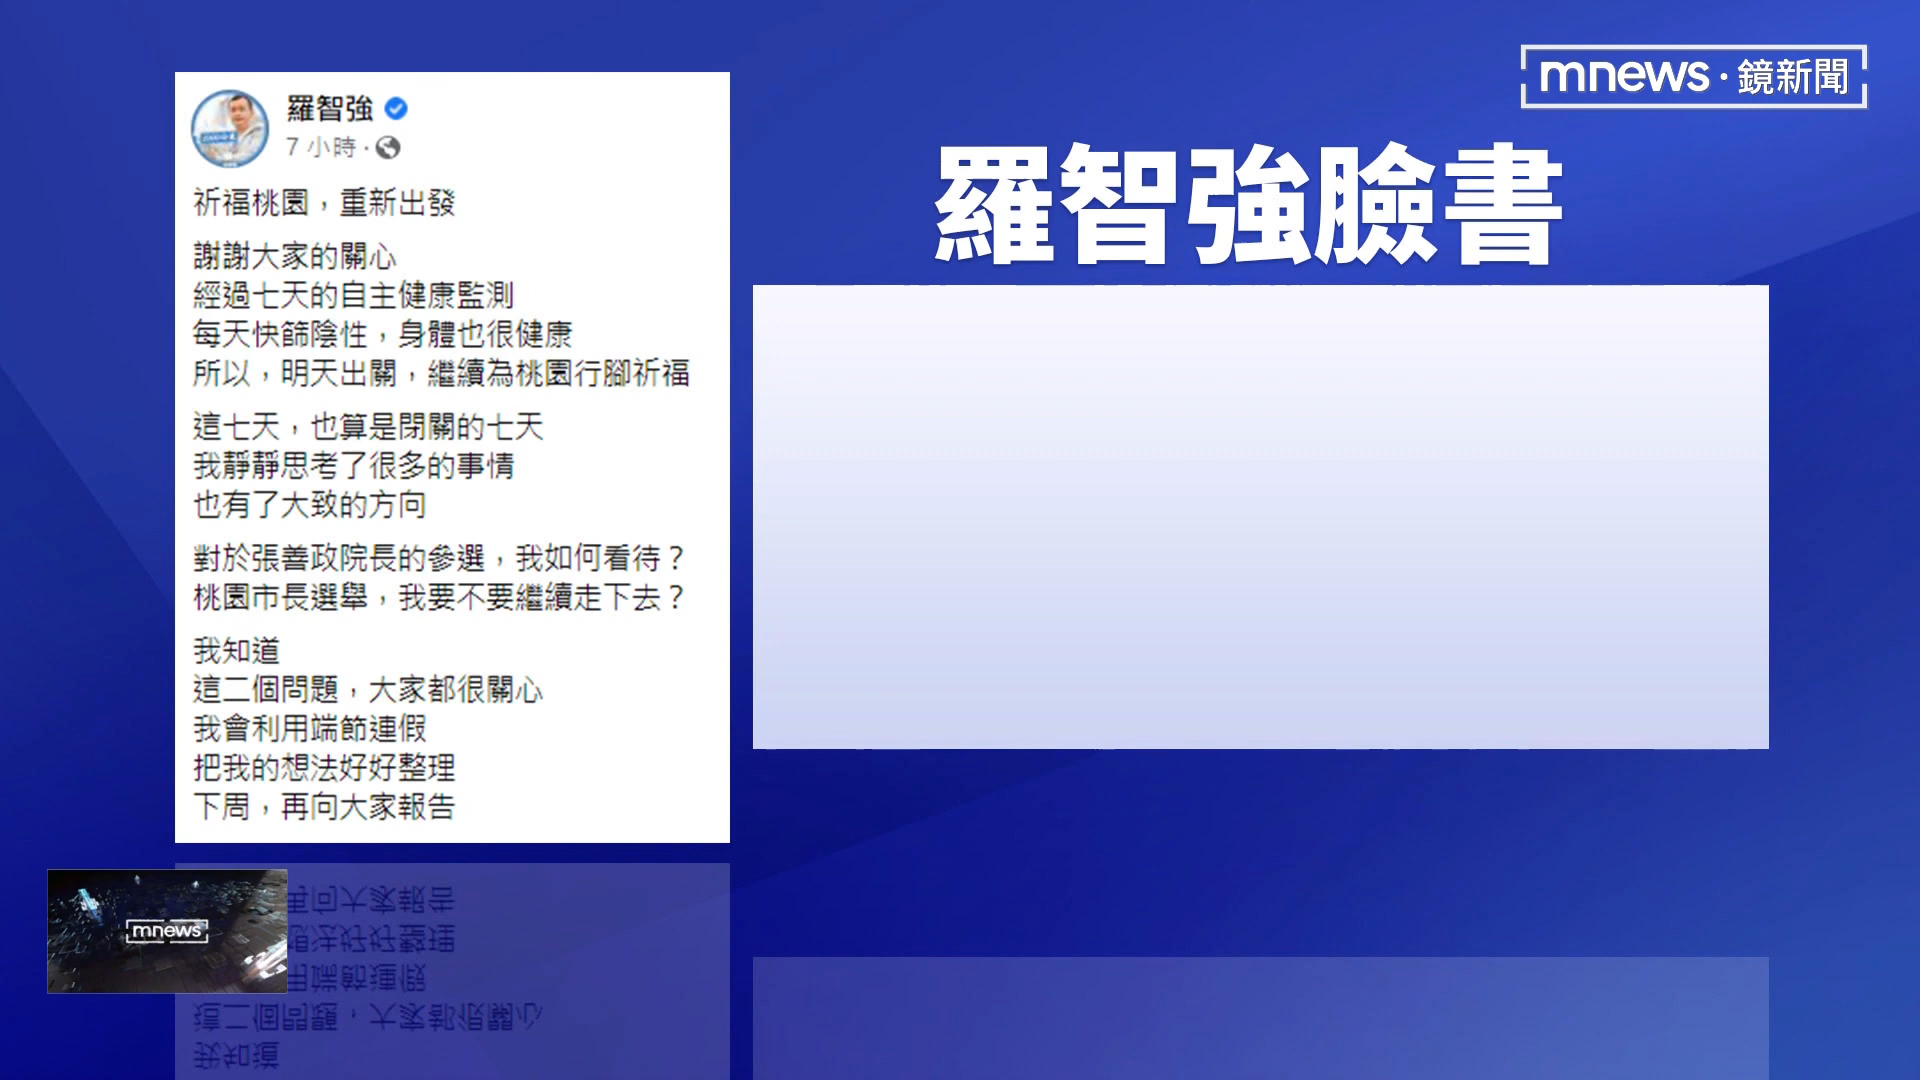 mnews·鏡新聞
羅智強臉書
羅智強
7 小時·
祈福桃園，重新出發
謝謝大家的關心
經過七天的自主健康監測
每天快篩陰性，身體也很健康
所以，明天出關，繼續為桃園行腳祈福
這七天，也算是閉關的七天
我靜靜思考了很多的事情
也有了大致的方向
對於張善政院長的參選，我如何看待？
桃園市長選舉，我要不要繼續走下去？
我知道
這二個問題，大家都很關心
我會利用端節連假
把我的想法好好整理
下周，再向大家報告
mnews